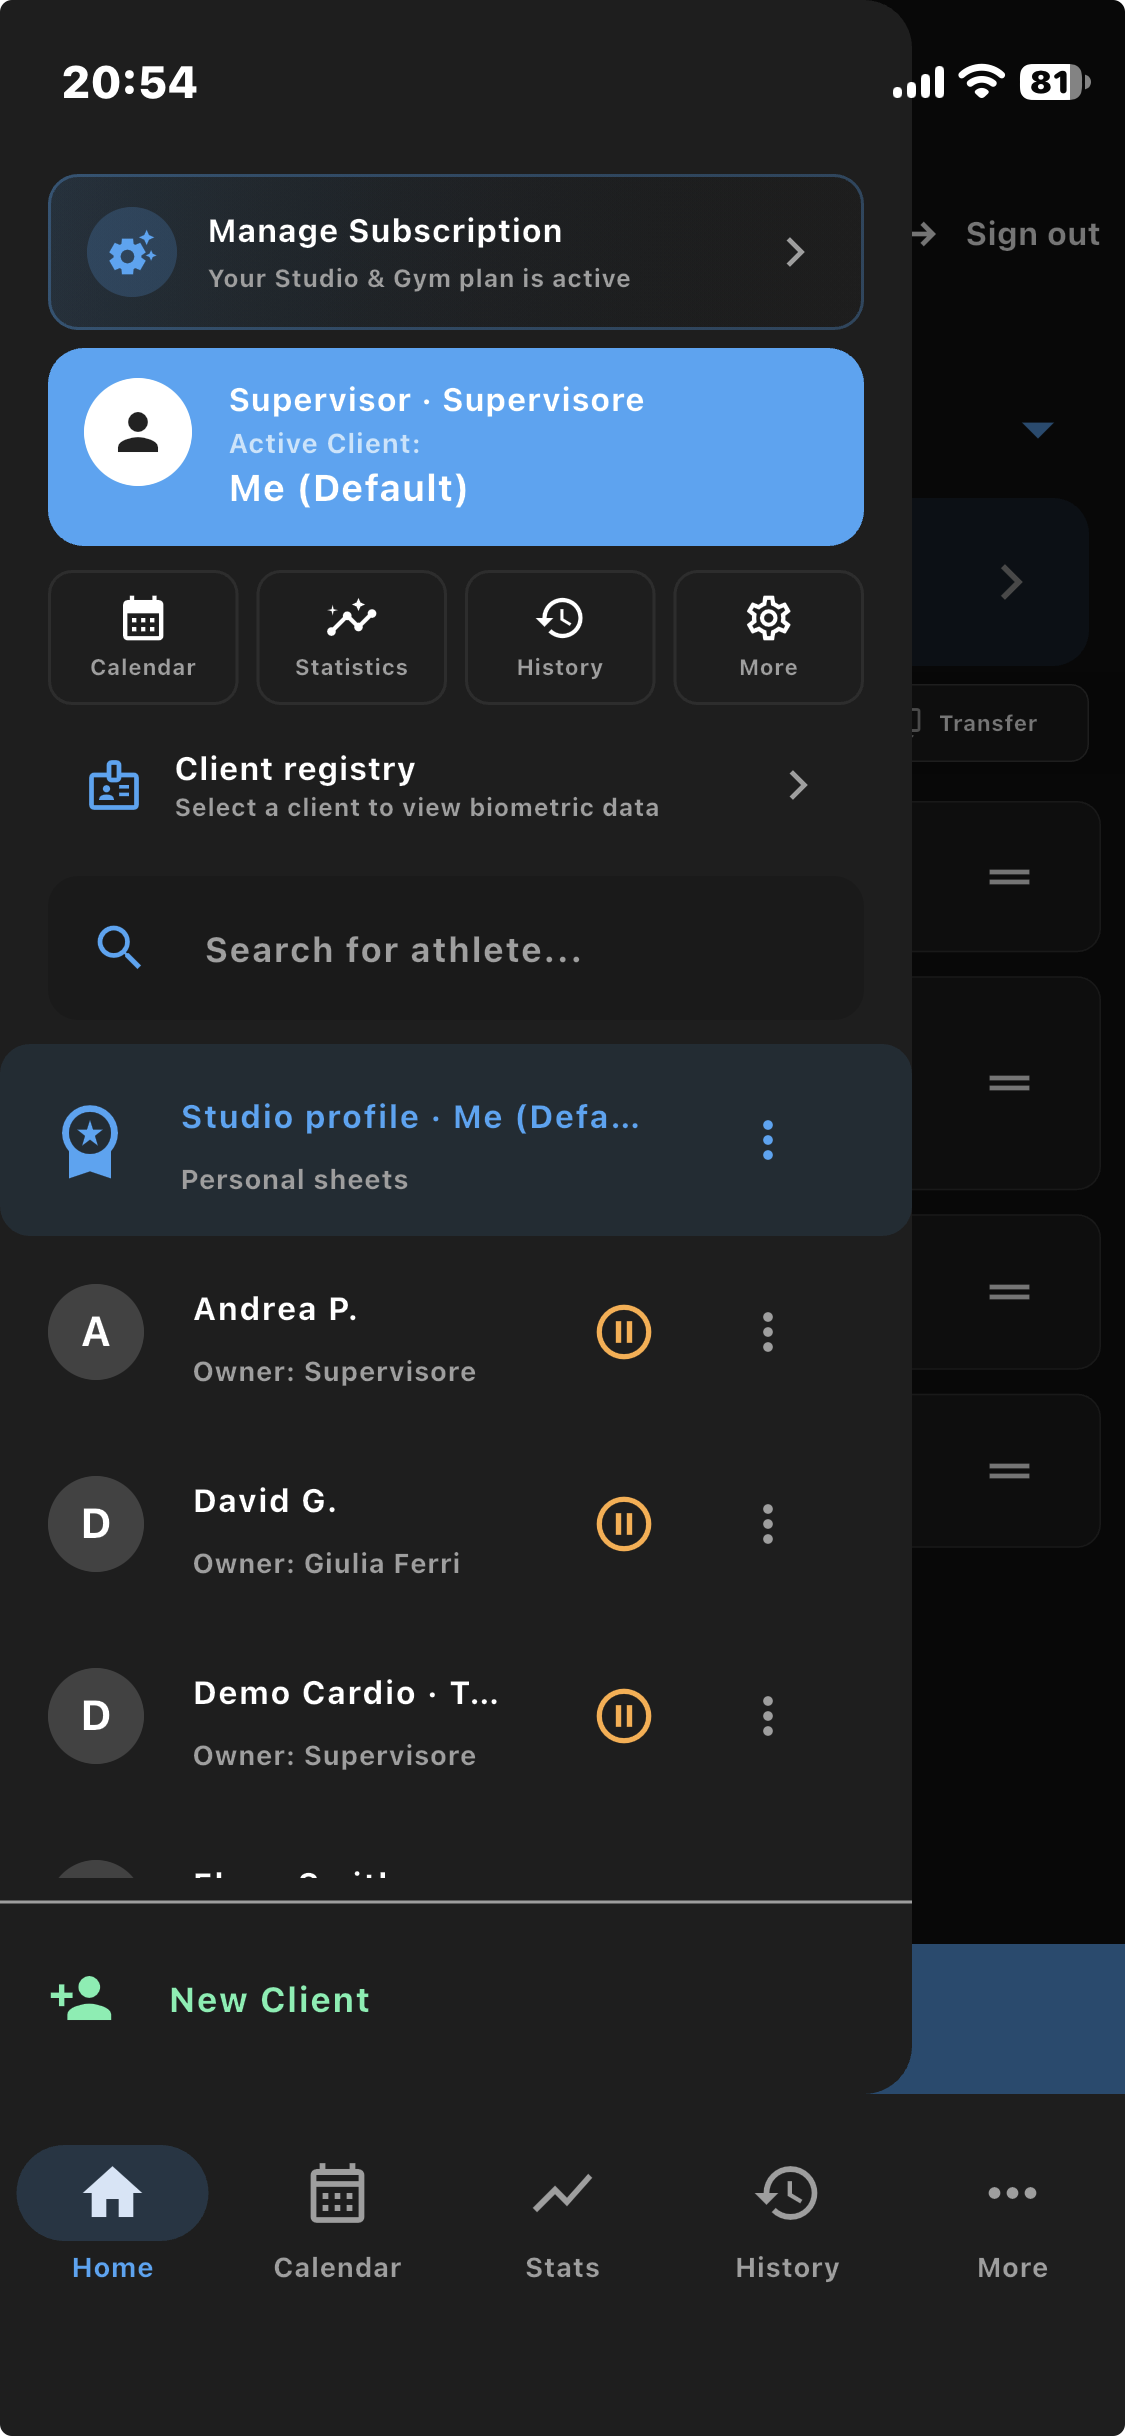 20:54
81
Manage Subscription
Your Studio & Gym plan is active
Sign out
Supervisor · Supervisore
Active Client:
Me (Default)
Calendar
Statistics
History
More
Transfer
Client registry
Select a client to view biometric data
Search for athlete...
Studio profile · Me (Defa...
Personal sheets
A
Andrea P.
Owner: Supervisore
D
David G.
Owner: Giulia Ferri
D
Demo Cardio · T...
Owner: Supervisore
New Client
Home
Calendar
Stats
History
More